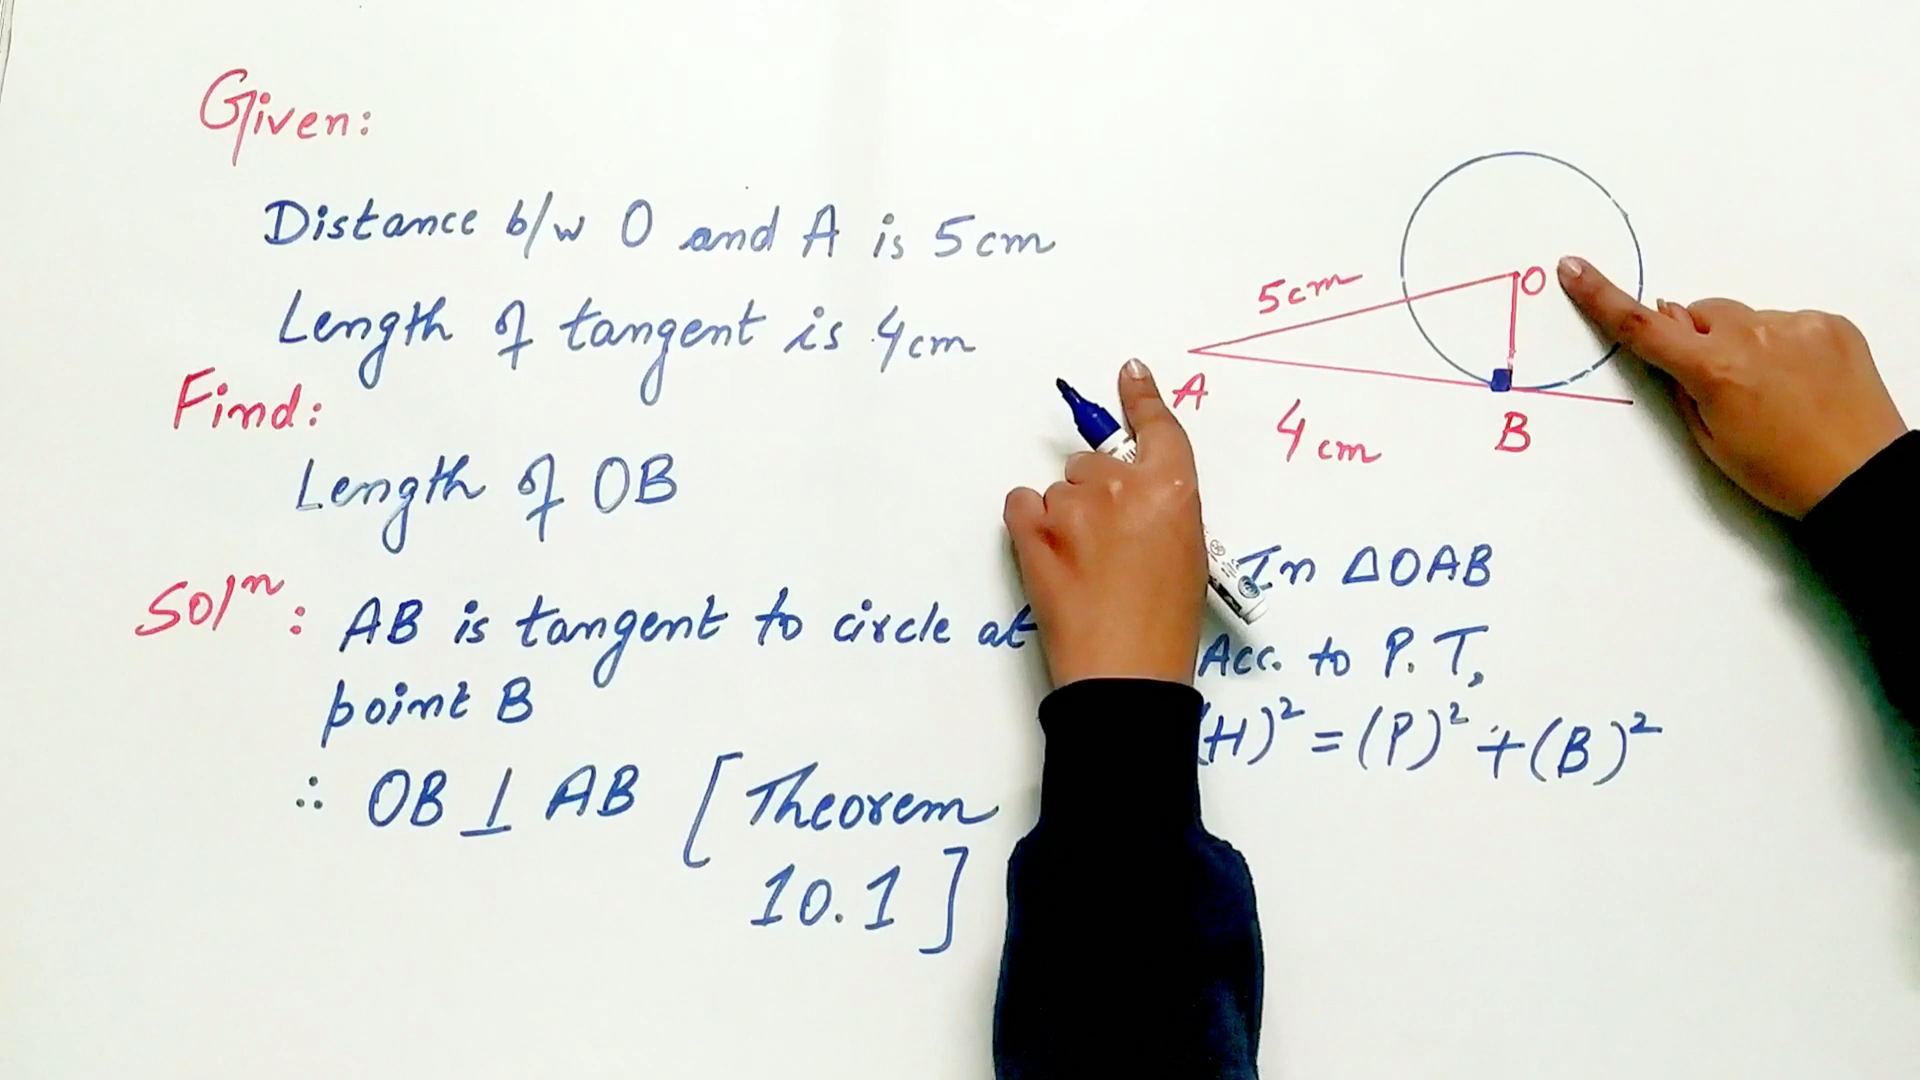 Given:
Distance b/w O and A is 5cm
Length of tangent is 4cm
Find:
Length of OB
Solⁿ: AB is tangent to circle at
point B
∴ OB ⊥ AB [Theorem
10.1]
5cm
O
A
4cm
B
In ΔOAB
Acc. to P.T,
(H)² = (P)² + (B)²